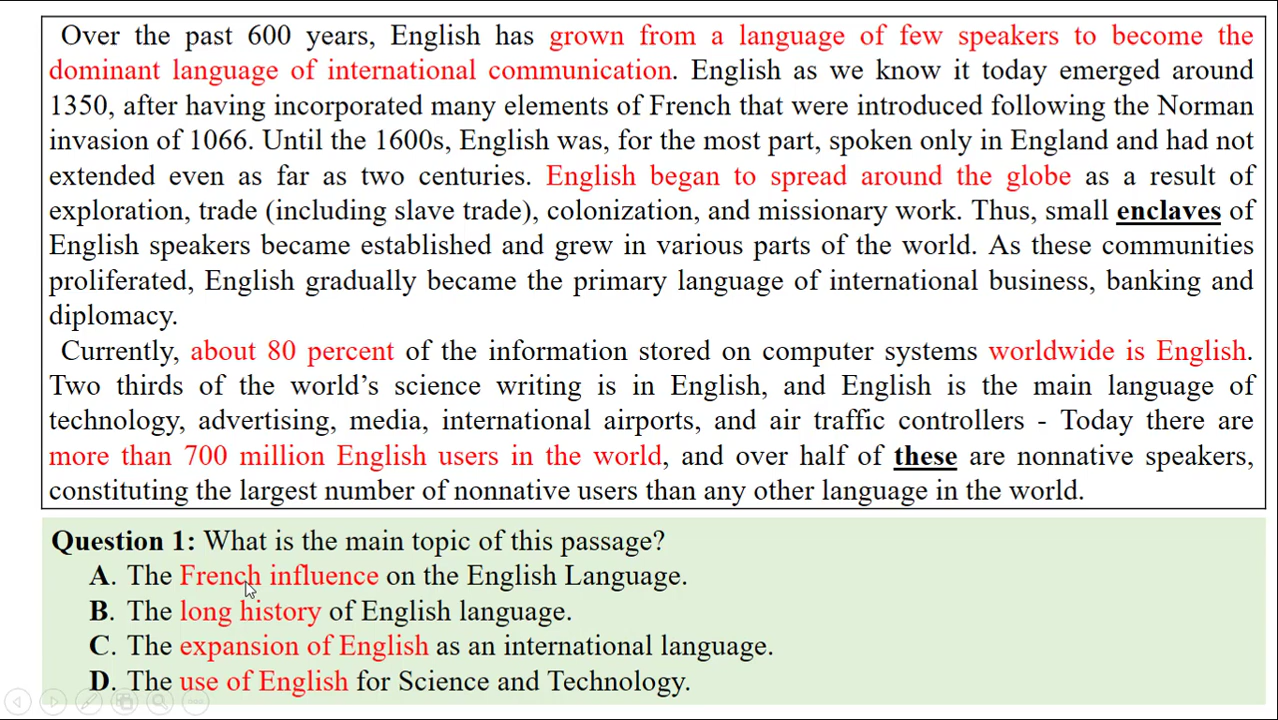 Over the past 600 years, English has grown from a language of few speakers to become the
dominant language of international communication. English as we know it today emerged around
1350, after having incorporated many elements of French that were introduced following the Norman
invasion of 1066. Until the 1600s, English was, for the most part, spoken only in England and had not
extended even as far as two centuries. English began to spread around the globe as a result of
exploration, trade (including slave trade), colonization, and missionary work. Thus, small enclaves of
English speakers became established and grew in various parts of the world. As these communities
proliferated, English gradually became the primary language of international business, banking and
diplomacy.
Currently, about 80 percent of the information stored on computer systems worldwide is English.
Two thirds of the world’s science writing is in English, and English is the main language of
technology, advertising, media, international airports, and air traffic controllers - Today there are
more than 700 million English users in the world, and over half of these are nonnative speakers,
constituting the largest number of nonnative users than any other language in the world.
Question 1: What is the main topic of this passage?
A. The French influence on the English Language.
B. The long history of English language.
C. The expansion of English as an international language.
D. The use of English for Science and Technology.